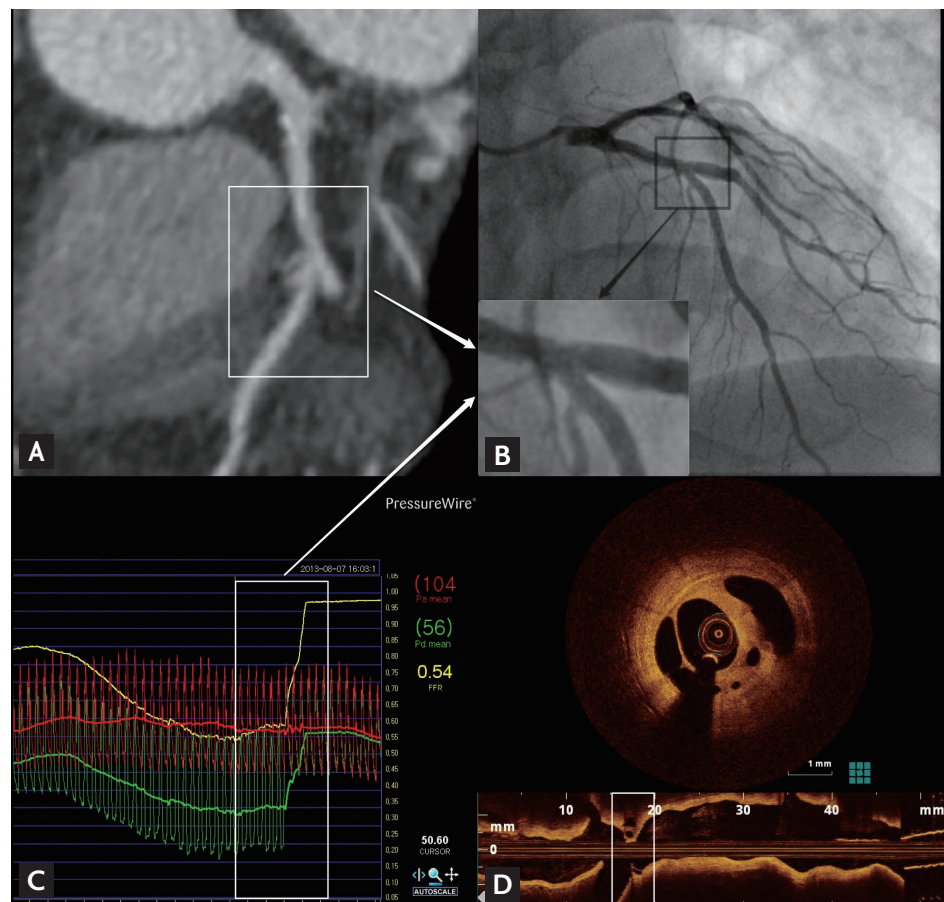 A
B
PressureWire®
2013-08-07 16:03:1
1,05
1,00
0,95
0,90
0,85
0,80
0,75
0,70
0,65
0,60
0,55
0,50
0,45
0,40
0,35
0,30
0,25
0,20
0,15
0,10
0,05
(104
Pa mean
(56)
Pd mean
0.54
FFR
50.60
CURSOR
AUTOSCALE
C
1 mm
10 20 30 40 mm
mm
0
D